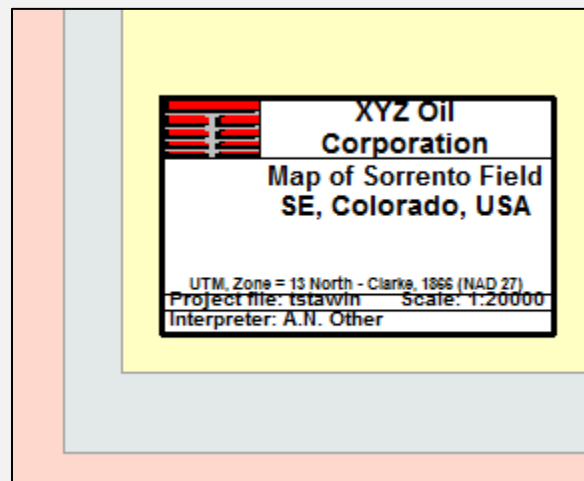 XYZ Oil
Corporation
Map of Sorrento Field
SE, Colorado, USA
UTM, Zone = 13 North - Clarke, 1866 (NAD 27)
Project file: tstawin Scale: 1:20000
Interpreter: A.N. Other